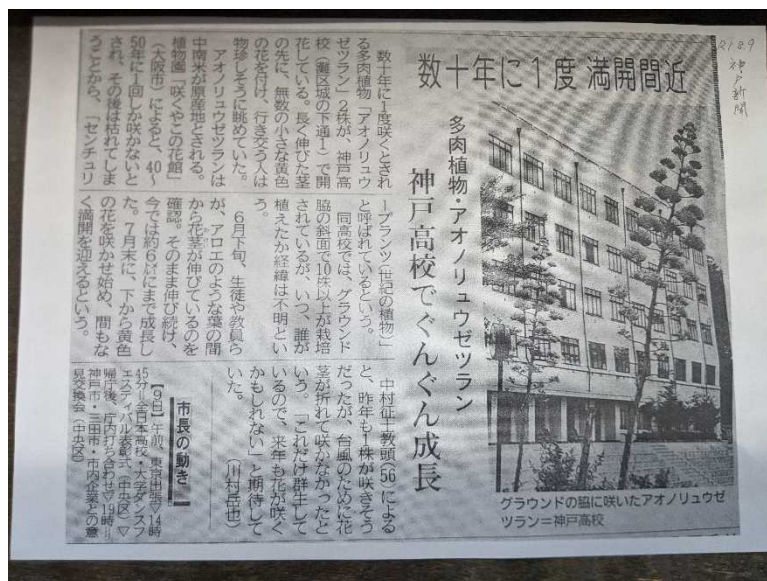 数十年に1度 満開間近
多肉植物・アオノリュウゼツラン
神戸高校でぐんぐん成長
神戸新聞
グラウンドの脇に咲いたアオノリュウゼ
ツラン＝神戸高校
数十年に1度咲くとされ
る多肉植物「アオノリュウ
ゼツラン」2株が、神戸高
校（灘区城の下通1）で開
花している。長く伸びた茎
の先に、無数の小さな黄色
の花を付け、行き交う人は
物珍しそうに眺めていた。
アオノリュウゼツランは
中南米が原産地とされる。
植物園「咲くやこの花館」
（大阪市）によると、40〜
50年に1回しか咲かないと
され、その後は枯れてしま
うことから、「センチュリ
ープランツ（世紀の植物）」
と呼ばれているという。
同高校では、グラウンド
脇の斜面で10株以上が栽培
されているが、いつ、誰が
植えたか経緯は不明とい
う。
6月下旬、生徒や教員ら
が、アロエのような葉の間
から花茎が伸びているのを
確認。そのまま伸び続け、
今では約6㍍にまで成長し
た。7月末に、下から黄色
の花を咲かせ始め、間もな
く満開を迎えるという。
中村征士教頭（56）による
と、昨年も1株が咲きそう
だったが、台風のために花
茎が折れて咲かなかったと
いう。「これだけ群生して
いるので、来年も花が咲く
かもしれない」と期待して
いた。（川村岳也）
市長の動き
【9日】午前、東京出張▽14時
45分＝全日本高校・大学ダンスフ
ェスティバル表彰式（中央区）▽
帰庁後、庁内打ち合わせ▽19時＝
神戸市・三田市・市内企業との意
見交換会（中央区）